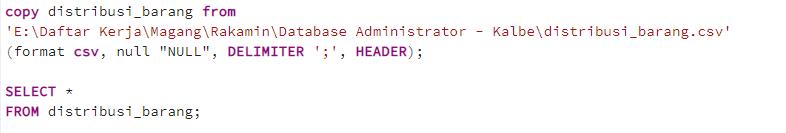 copy distribusi_barang from
'E:\Daftar Kerja\Magang\Rakamin\Database Administrator - Kalbe\distribusi_barang.csv'
(format csv, null "NULL", DELIMITER ';', HEADER);
SELECT *
FROM distribusi_barang;